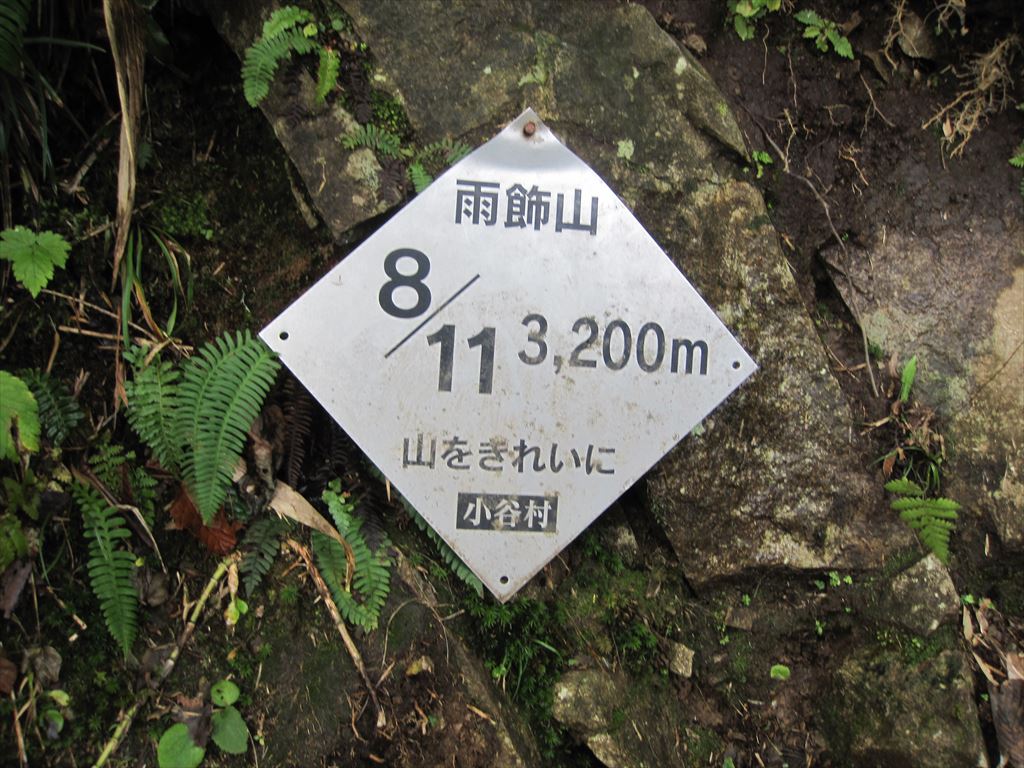 雨飾山
8/11 3,200m
山をきれいに
小谷村